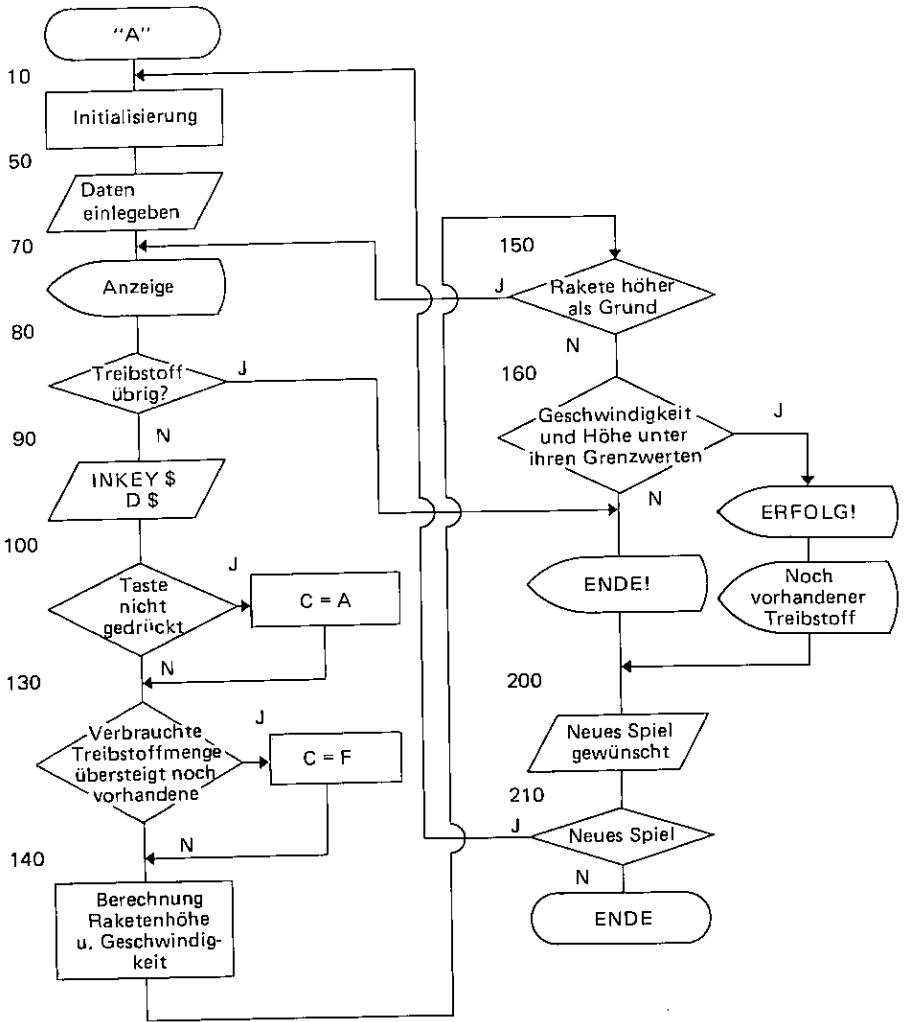 "A"
10
Initialisierung
50
Daten
einlegeben
70
Anzeige
80
Treibstoff
übrig?
J
90
N
INKEY $
D $
100
J
Taste
nicht
gedrückt
C = A
N
130
J
Verbrauchte
Treibstoffmenge
übersteigt noch
vorhandene
C = F
N
140
Berechnung
Raketenhöhe
u. Geschwindig-
keit
150
J
Rakete höher
als Grund
N
160
J
Geschwindigkeit
und Höhe unter
ihren Grenzwerten
N
ERFOLG!
ENDE!
Noch
vorhandener
Treibstoff
200
Neues Spiel
gewünscht
210
J
Neues Spiel
N
ENDE